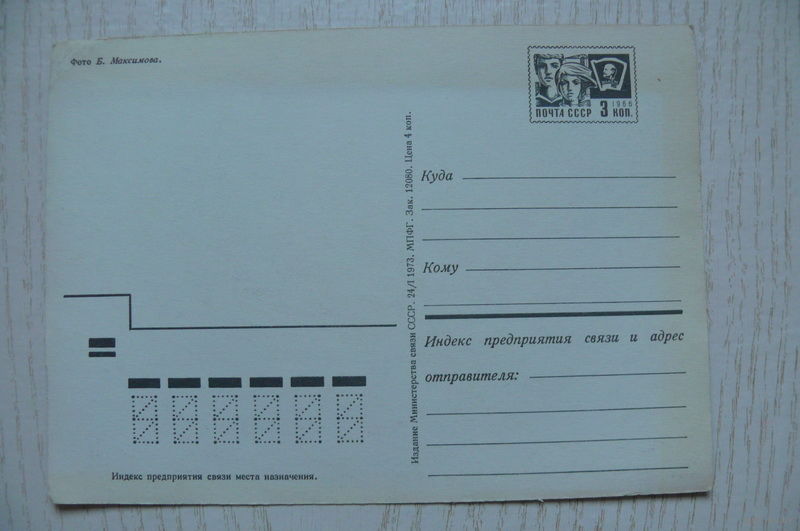 Фото Б. Максимова.
1966
ПОЧТА СССР 3 КОП.
Издание Министерства связи СССР. 24/I 1973. МПФГ. Зак. 12080. Цена 4 коп.
Куда
Кому
Индекс предприятия связи и адрес
отправителя:
Индекс предприятия связи места назначения.